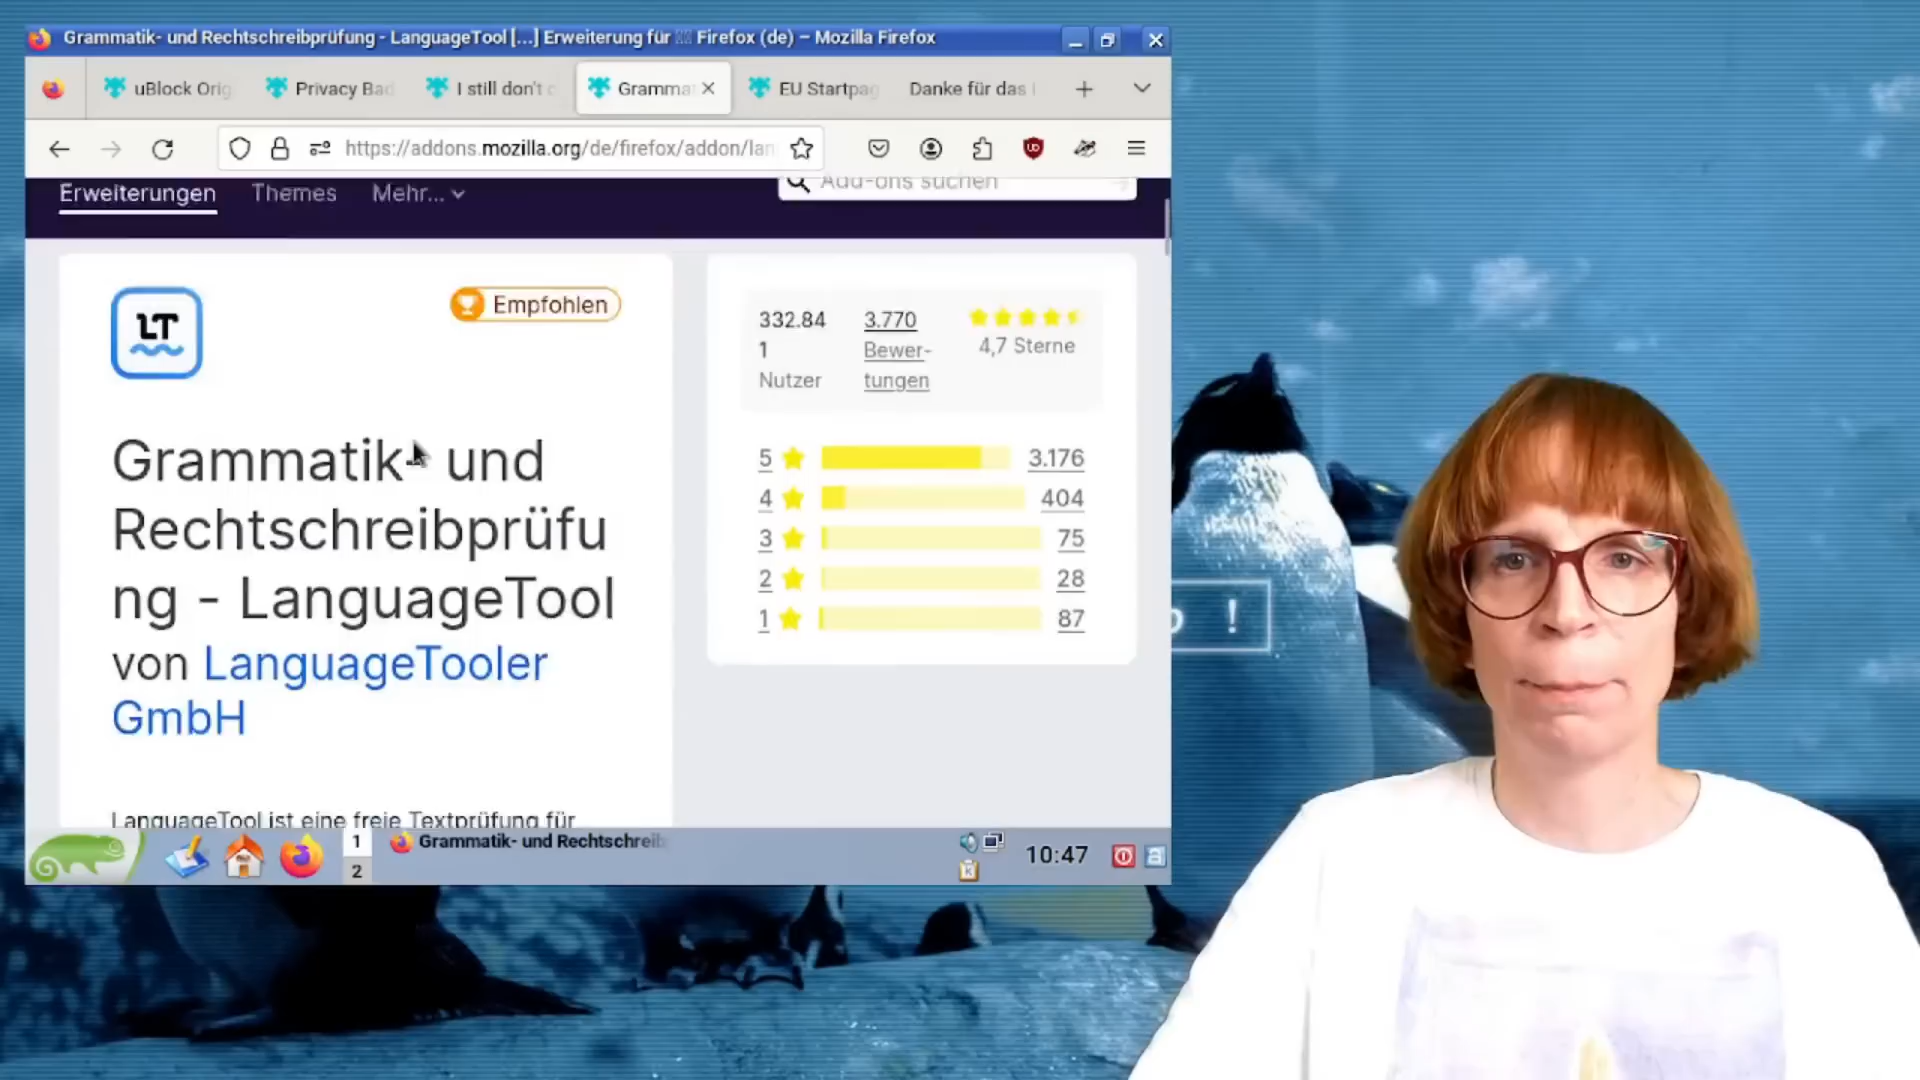 Grammatik- und Rechtschreibprüfung - LanguageTool [...] Erweiterung für Firefox (de) – Mozilla Firefox
uBlock Orig
Privacy Bad
I still don't c
Gramma
EU Startpag
Danke für das
https://addons.mozilla.org/de/firefox/addon/lan
Erweiterungen
Themes
Mehr...
Add-ons suchen
LT
Empfohlen
Grammatik- und
Rechtschreibprüfu
ng - LanguageTool
von LanguageTooler
GmbH
LanguageTool ist eine freie Textprüfung für
332.84
1
Nutzer
3.770
Bewer-
tungen
4,7 Sterne
5 3.176
4 404
3 75
2 28
1 87
!
1
2
Grammatik- und Rechtschreib
10:47